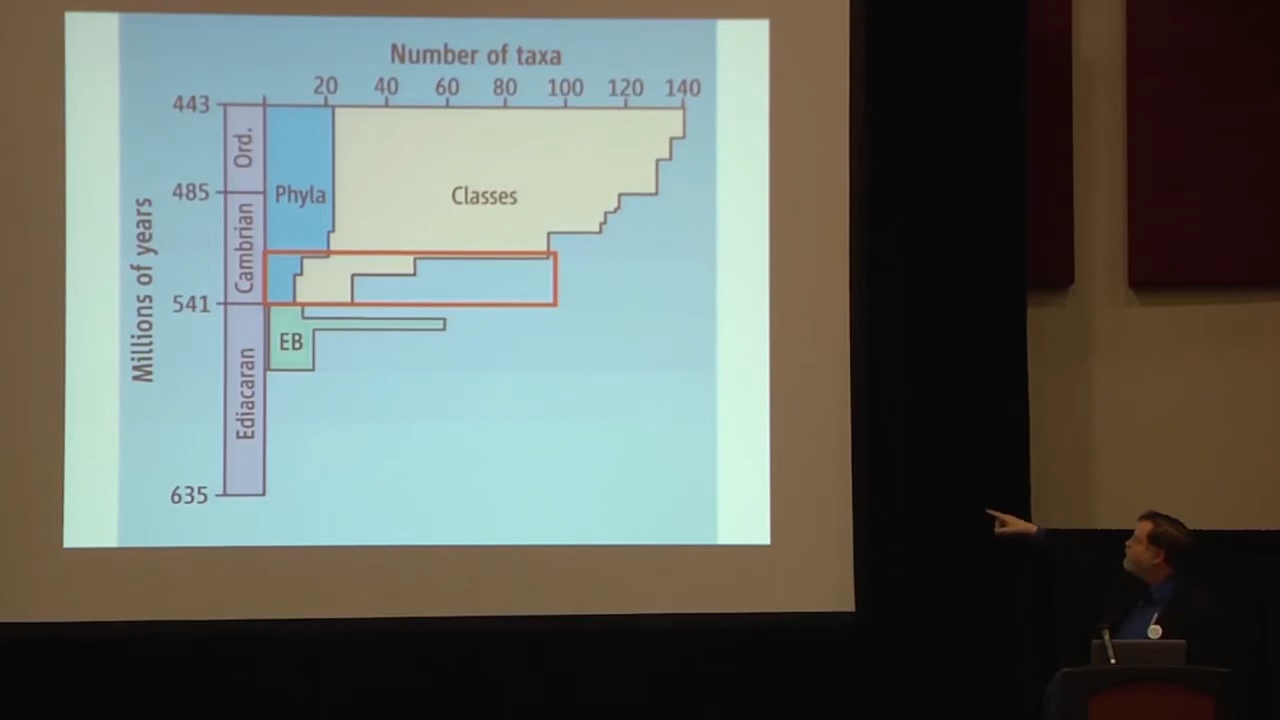 Number of taxa
20 40 60 80 100 120 140
443
Ord.
Phyla
Classes
485
Cambrian
Millions of years
541
EB
Ediacaran
635